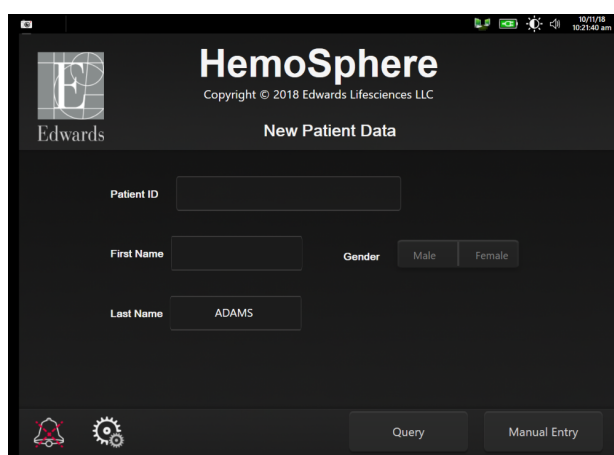 10/11/18
10:21:40 am
HemoSphere
Copyright © 2018 Edwards Lifesciences LLC
Edwards
New Patient Data
Patient ID
First Name
Gender Male Female
Last Name ADAMS
Query Manual Entry